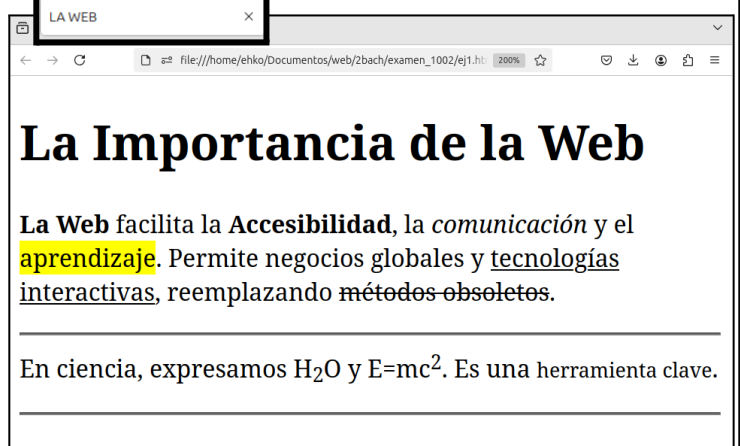 LA WEB
file:///home/ehko/Documentos/web/2bach/examen_1002/ej1.ht 200%
La Importancia de la Web
La Web facilita la Accesibilidad, la comunicación y el
aprendizaje. Permite negocios globales y tecnologías
interactivas, reemplazando métodos obsoletos.
En ciencia, expresamos H₂O y E=mc². Es una herramienta clave.